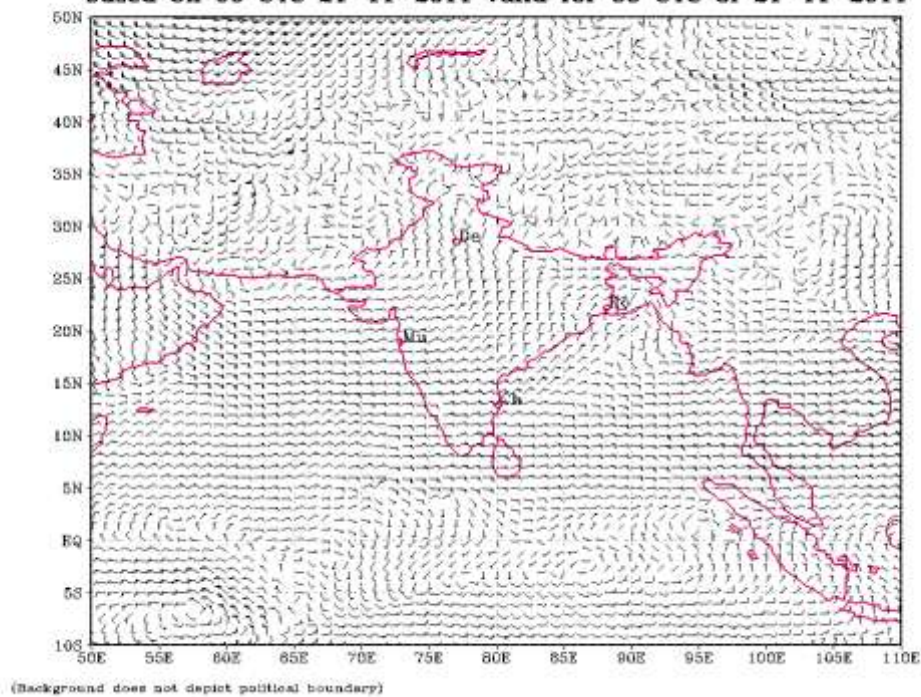 50N
45N
40N
35N
30N
De
25N
20N
Mu
15N
Ch
10N
5N
EQ
5S
10S
50E 55E 60E 65E 70E 75E 80E 85E 90E 95E 100E 105E 110E
(Background does not depict political boundary)